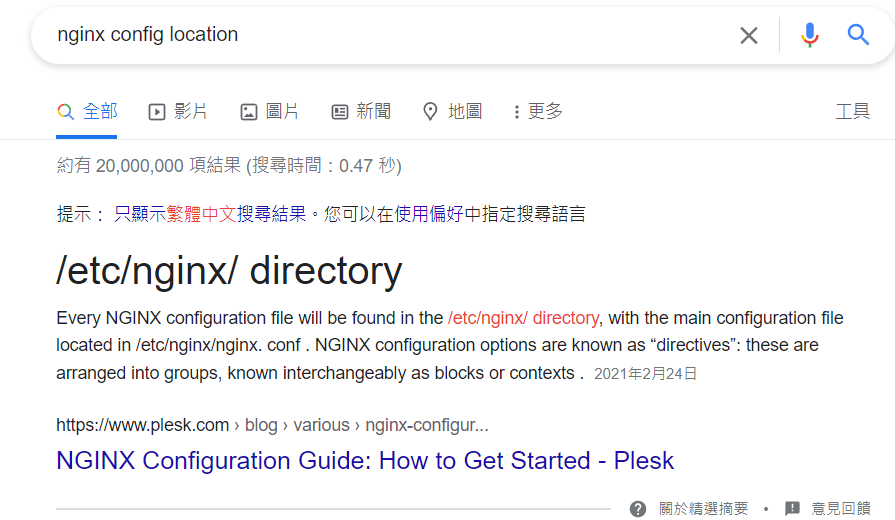 nginx config location
全部 影片 圖片 新聞 地圖 更多 工具
約有 20,000,000 項結果 (搜尋時間：0.47 秒)
提示： 只顯示繁體中文搜尋結果。您可以在使用偏好中指定搜尋語言
/etc/nginx/ directory
Every NGINX configuration file will be found in the /etc/nginx/ directory, with the main configuration file
located in /etc/nginx/nginx. conf . NGINX configuration options are known as “directives”: these are
arranged into groups, known interchangeably as blocks or contexts . 2021年2月24日
https://www.plesk.com › blog › various › nginx-configur...
NGINX Configuration Guide: How to Get Started - Plesk
關於精選摘要 • 意見回饋